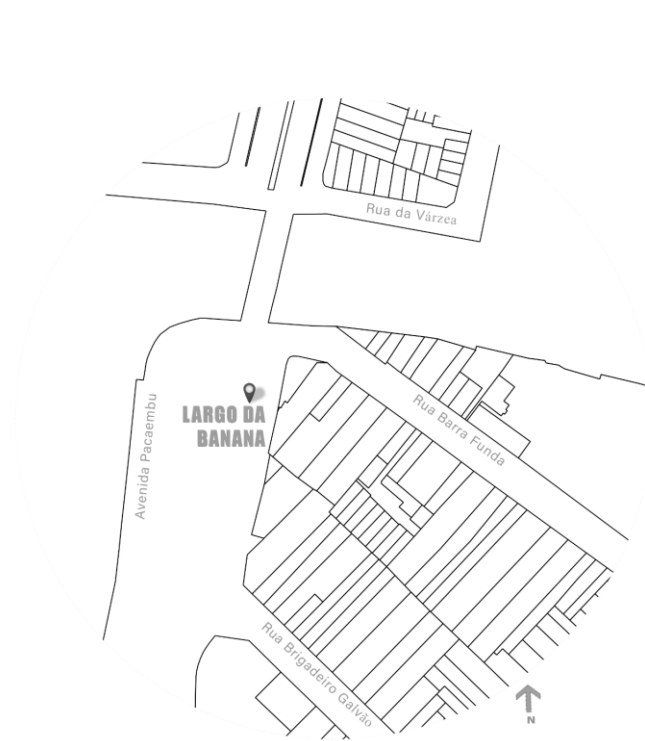 Rua da Várzea
LARGO DA
BANANA
Avenida Pacaembu
Rua Barra Funda
Rua Brigadeiro Galvão
N